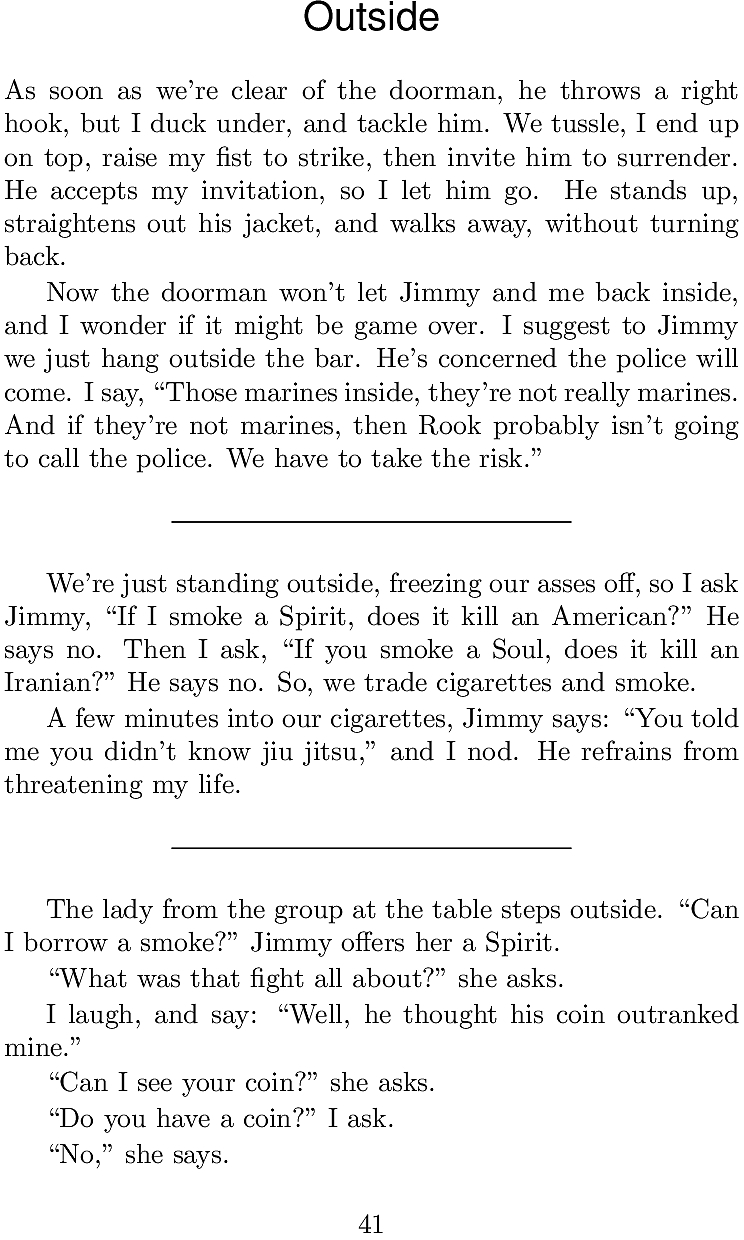 Outside
As soon as we're clear of the doorman, he throws a right
hook, but I duck under, and tackle him. We tussle, I end up
on top, raise my fist to strike, then invite him to surrender.
He accepts my invitation, so I let him go. He stands up,
straightens out his jacket, and walks away, without turning
back.
Now the doorman won't let Jimmy and me back inside,
and I wonder if it might be game over. I suggest to Jimmy
we just hang outside the bar. He's concerned the police will
come. I say, “Those marines inside, they're not really marines.
And if they're not marines, then Rook probably isn't going
to call the police. We have to take the risk.”
We're just standing outside, freezing our asses off, so I ask
Jimmy, “If I smoke a Spirit, does it kill an American?” He
says no. Then I ask, “If you smoke a Soul, does it kill an
Iranian?” He says no. So, we trade cigarettes and smoke.
A few minutes into our cigarettes, Jimmy says: “You told
me you didn't know jiu jitsu,” and I nod. He refrains from
threatening my life.
The lady from the group at the table steps outside. “Can
I borrow a smoke?” Jimmy offers her a Spirit.
“What was that fight all about?” she asks.
I laugh, and say: “Well, he thought his coin outranked
mine.”
“Can I see your coin?” she asks.
“Do you have a coin?” I ask.
“No,” she says.
41